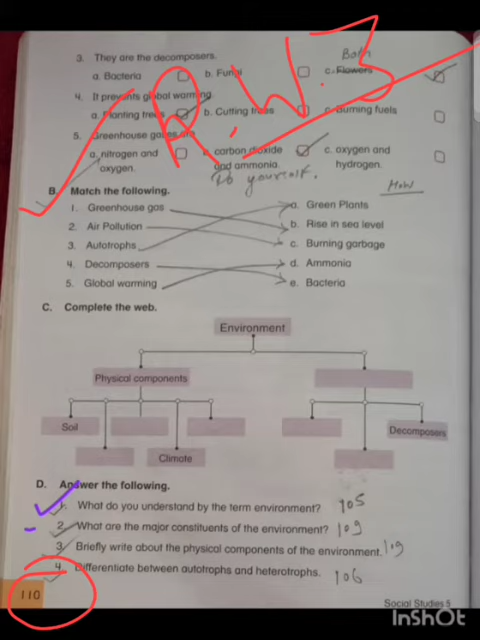 Both
3. They are the decomposers.
a. Bacteria b. Fungi c. Flowers
4. It prevents global warming.
a. Planting trees b. Cutting trees c. Burning fuels
5. Greenhouse gases are
a. nitrogen and oxygen. b. carbon dioxide and ammonia. c. oxygen and hydrogen.
R.W.3
Do yourself.
How
B. Match the following.
1. Greenhouse gas a. Green Plants
2. Air Pollution b. Rise in sea level
3. Autotrophs c. Burning garbage
4. Decomposers d. Ammonia
5. Global warming e. Bacteria
C. Complete the web.
Environment
Physical components
Soil Decomposers
Climate
D. Answer the following.
1. What do you understand by the term environment? 105
2. What are the major constituents of the environment? 109
3. Briefly write about the physical components of the environment. 109
4. Differentiate between autotrophs and heterotrophs. 106
110
Social Studies 5
InShOt